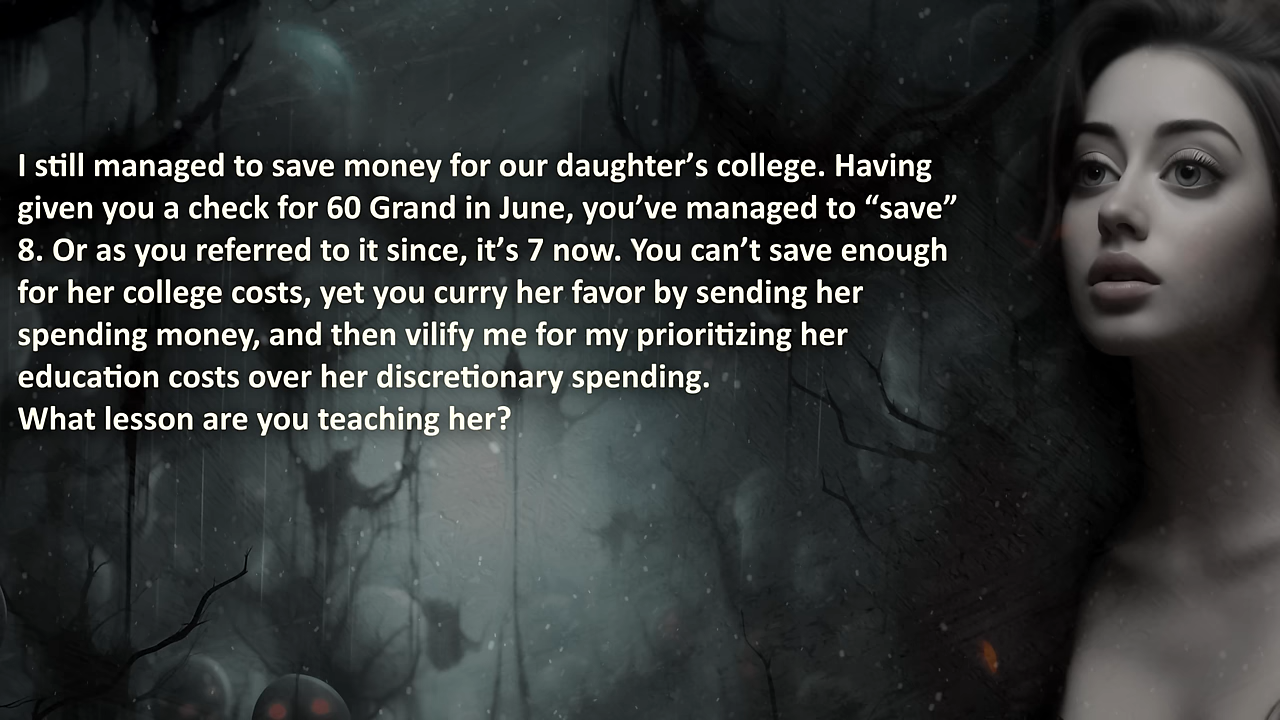 I still managed to save money for our daughter’s college. Having
given you a check for 60 Grand in June, you’ve managed to “save”
8. Or as you referred to it since, it’s 7 now. You can’t save enough
for her college costs, yet you curry her favor by sending her
spending money, and then vilify me for my prioritizing her
education costs over her discretionary spending.
What lesson are you teaching her?